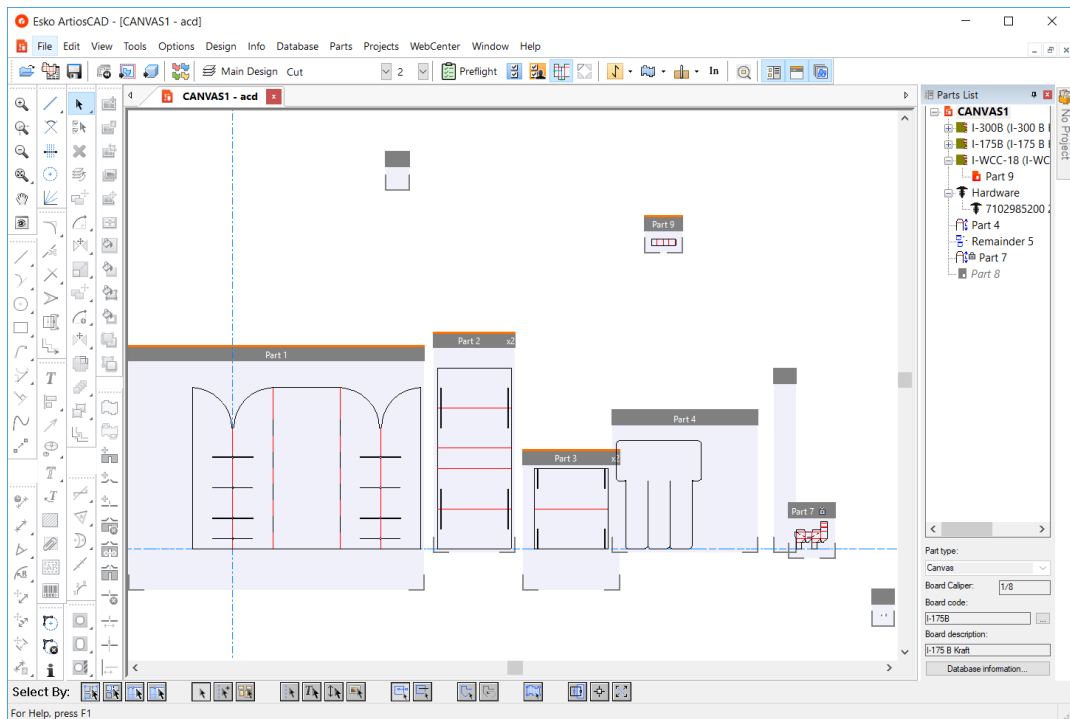 Esko ArtiosCAD - [CANVAS1 - acd]
File Edit View Tools Options Design Info Database Parts Projects WebCenter Window Help
Main Design Cut 2 Preflight In
CANVAS1 - acd x
Parts List
No Project
CANVAS1
I-300B (I-300 B
I-175B (I-175 B
I-WCC-18 (I-WC
Part 9
Hardware
7102985200
Part 4
Remainder 5
Part 7
Part 8
Part 9
Part 2 x2
Part 1
Part 4
Part 3 x2
Part 7
Part type:
Canvas
Board Caliper: 1/8
Board code:
I-175B ...
Board description:
I-175 B Kraft
Database information...
Select By:
For Help, press F1